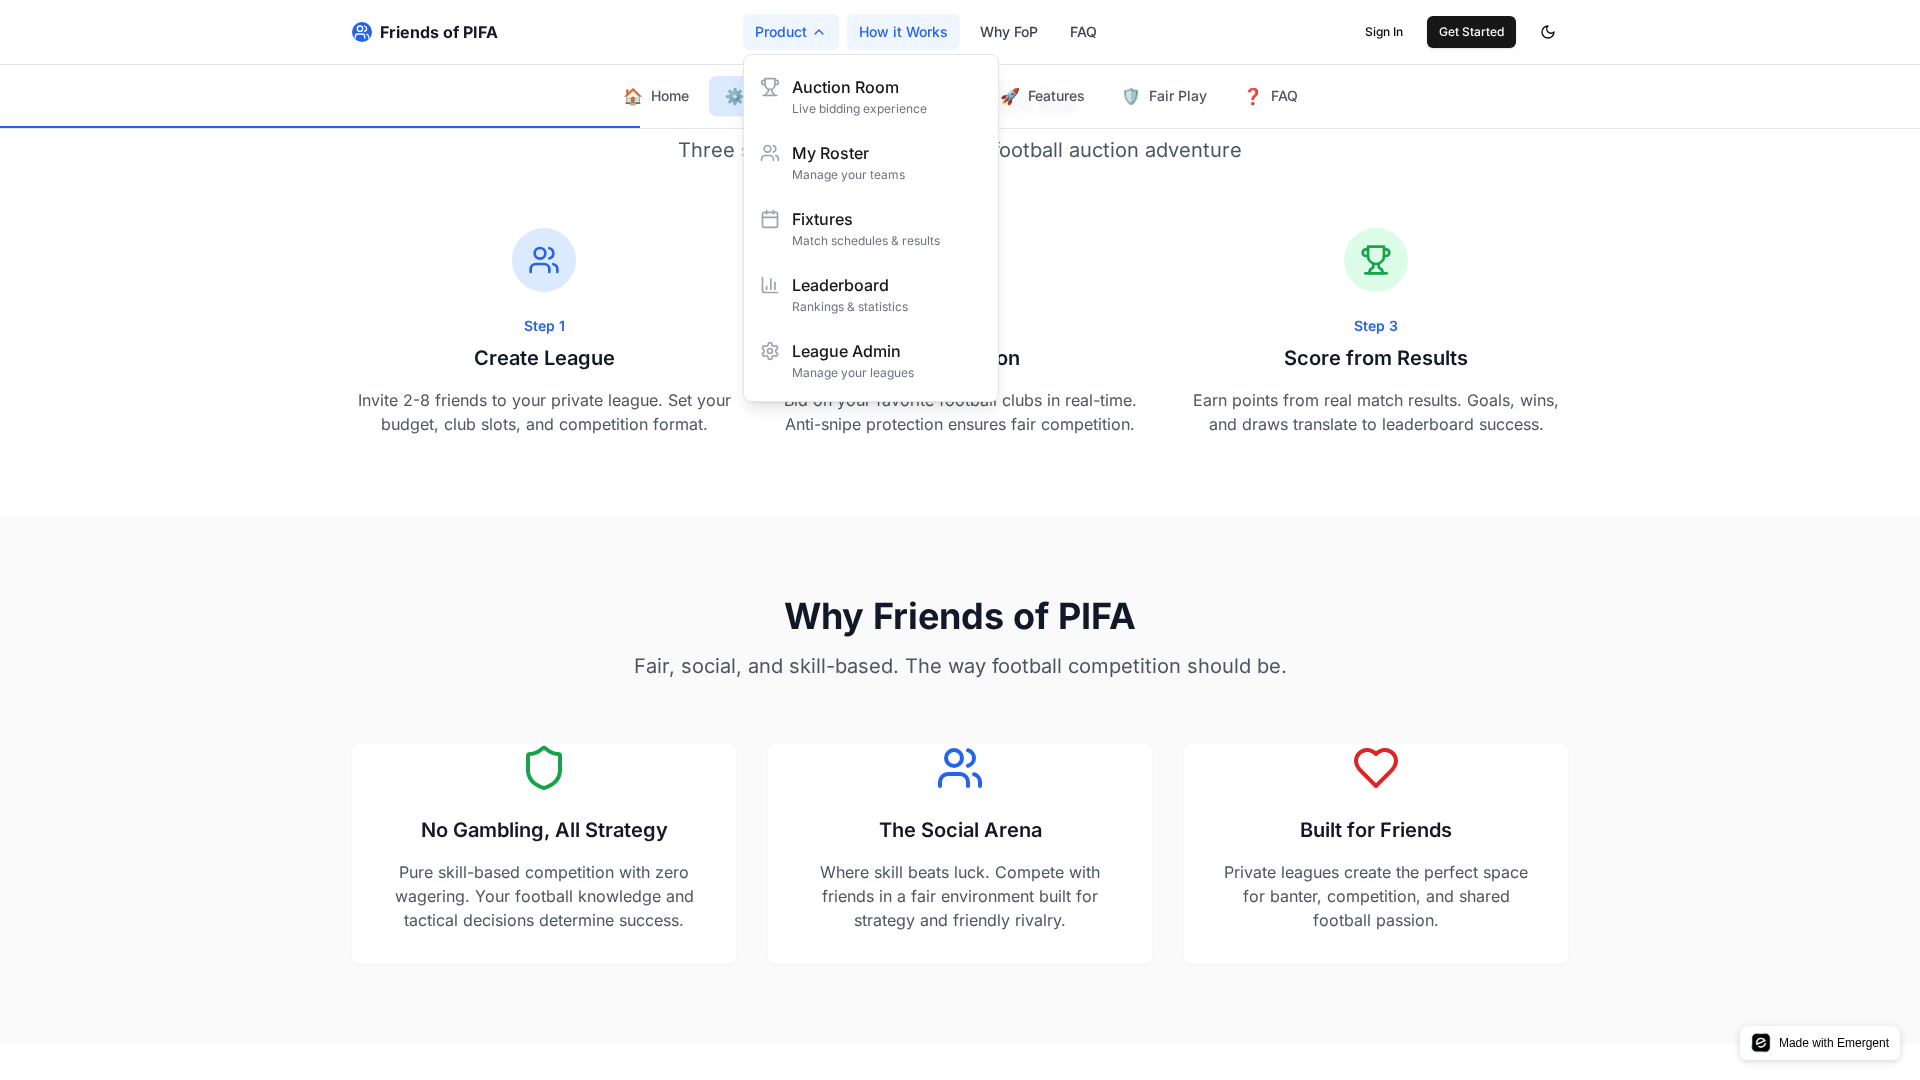 Friends of PIFA
Product
How it Works
Why FoP
FAQ
Sign In
Get Started
Home
Features
Fair Play
FAQ
Auction Room
Live bidding experience
My Roster
Manage your teams
Fixtures
Match schedules & results
Leaderboard
Rankings & statistics
League Admin
Manage your leagues
Three
football auction adventure
Step 1
Create League
Invite 2-8 friends to your private league. Set your
budget, club slots, and competition format.
on
Bid on your favorite football clubs in real-time.
Anti-snipe protection ensures fair competition.
Step 3
Score from Results
Earn points from real match results. Goals, wins,
and draws translate to leaderboard success.
Why Friends of PIFA
Fair, social, and skill-based. The way football competition should be.
No Gambling, All Strategy
Pure skill-based competition with zero
wagering. Your football knowledge and
tactical decisions determine success.
The Social Arena
Where skill beats luck. Compete with
friends in a fair environment built for
strategy and friendly rivalry.
Built for Friends
Private leagues create the perfect space
for banter, competition, and shared
football passion.
Made with Emergent